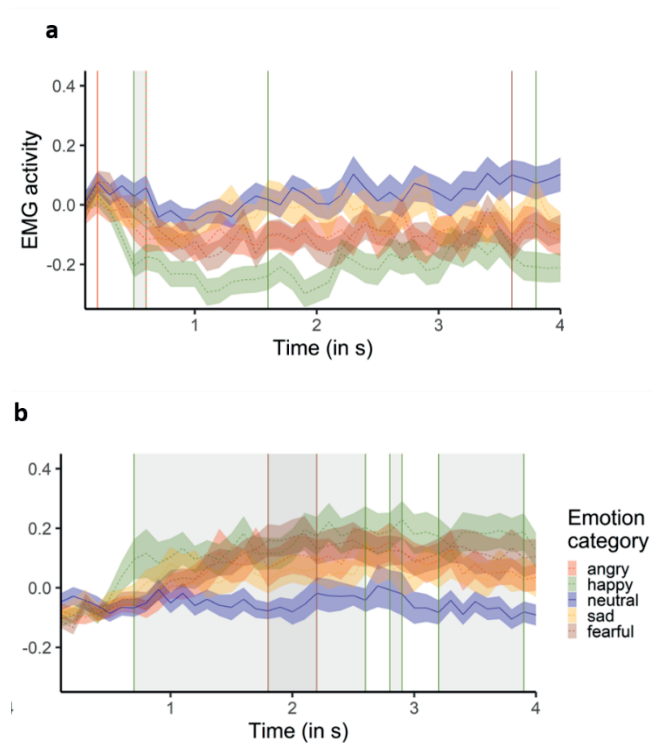 a
0.4
0.2
0.0
-0.2
EMG activity
1 2 3 4
Time (in s)
b
0.4
0.2
0.0
-0.2
1 2 3 4
Time (in s)
Emotion
category
angry
happy
neutral
sad
fearful